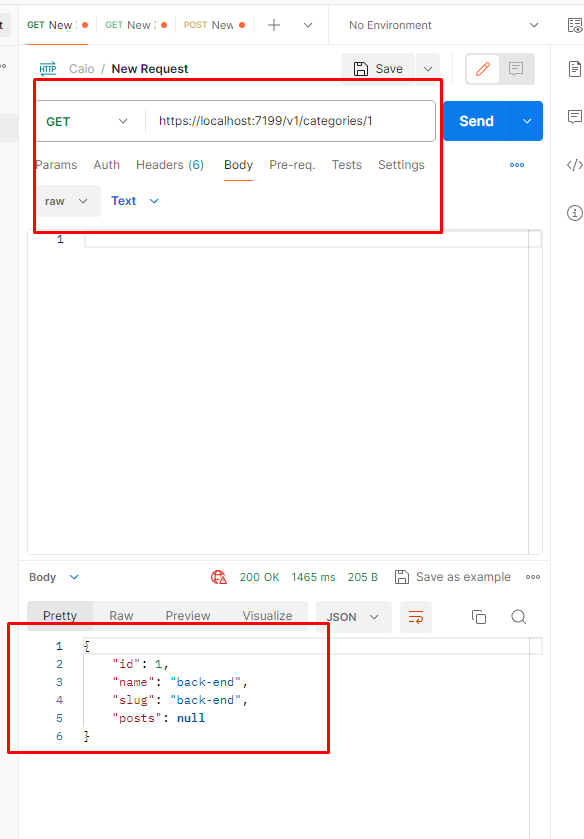 t GET New GET New POST New No Environment
HTTP Caio / New Request Save
GET https://localhost:7199/v1/categories/1 Send
Params Auth Headers (6) Body Pre-req. Tests Settings
raw Text
1
Body 200 OK 1465 ms 205 B Save as example
Pretty Raw Preview Visualize JSON
1 {
2 "id": 1,
3 "name": "back-end",
4 "slug": "back-end",
5 "posts": null
6 }